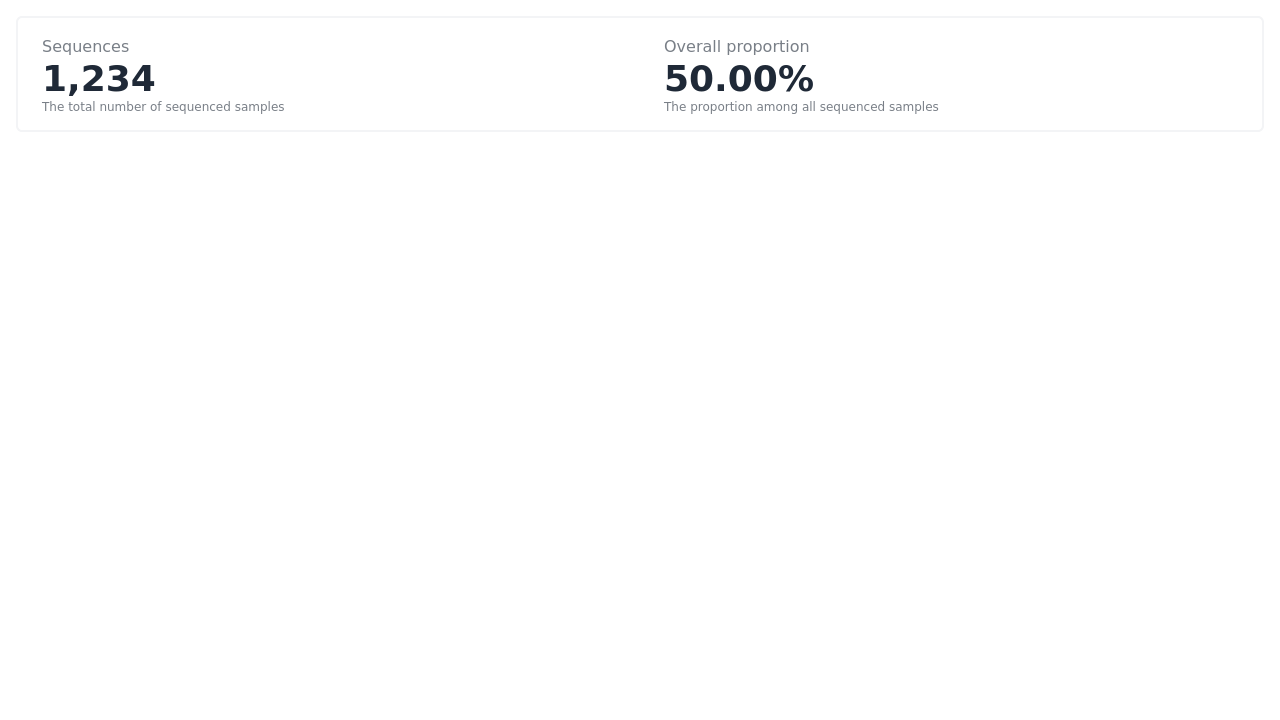 Sequences
1,234
The total number of sequenced samples
Overall proportion
50.00%
The proportion among all sequenced samples